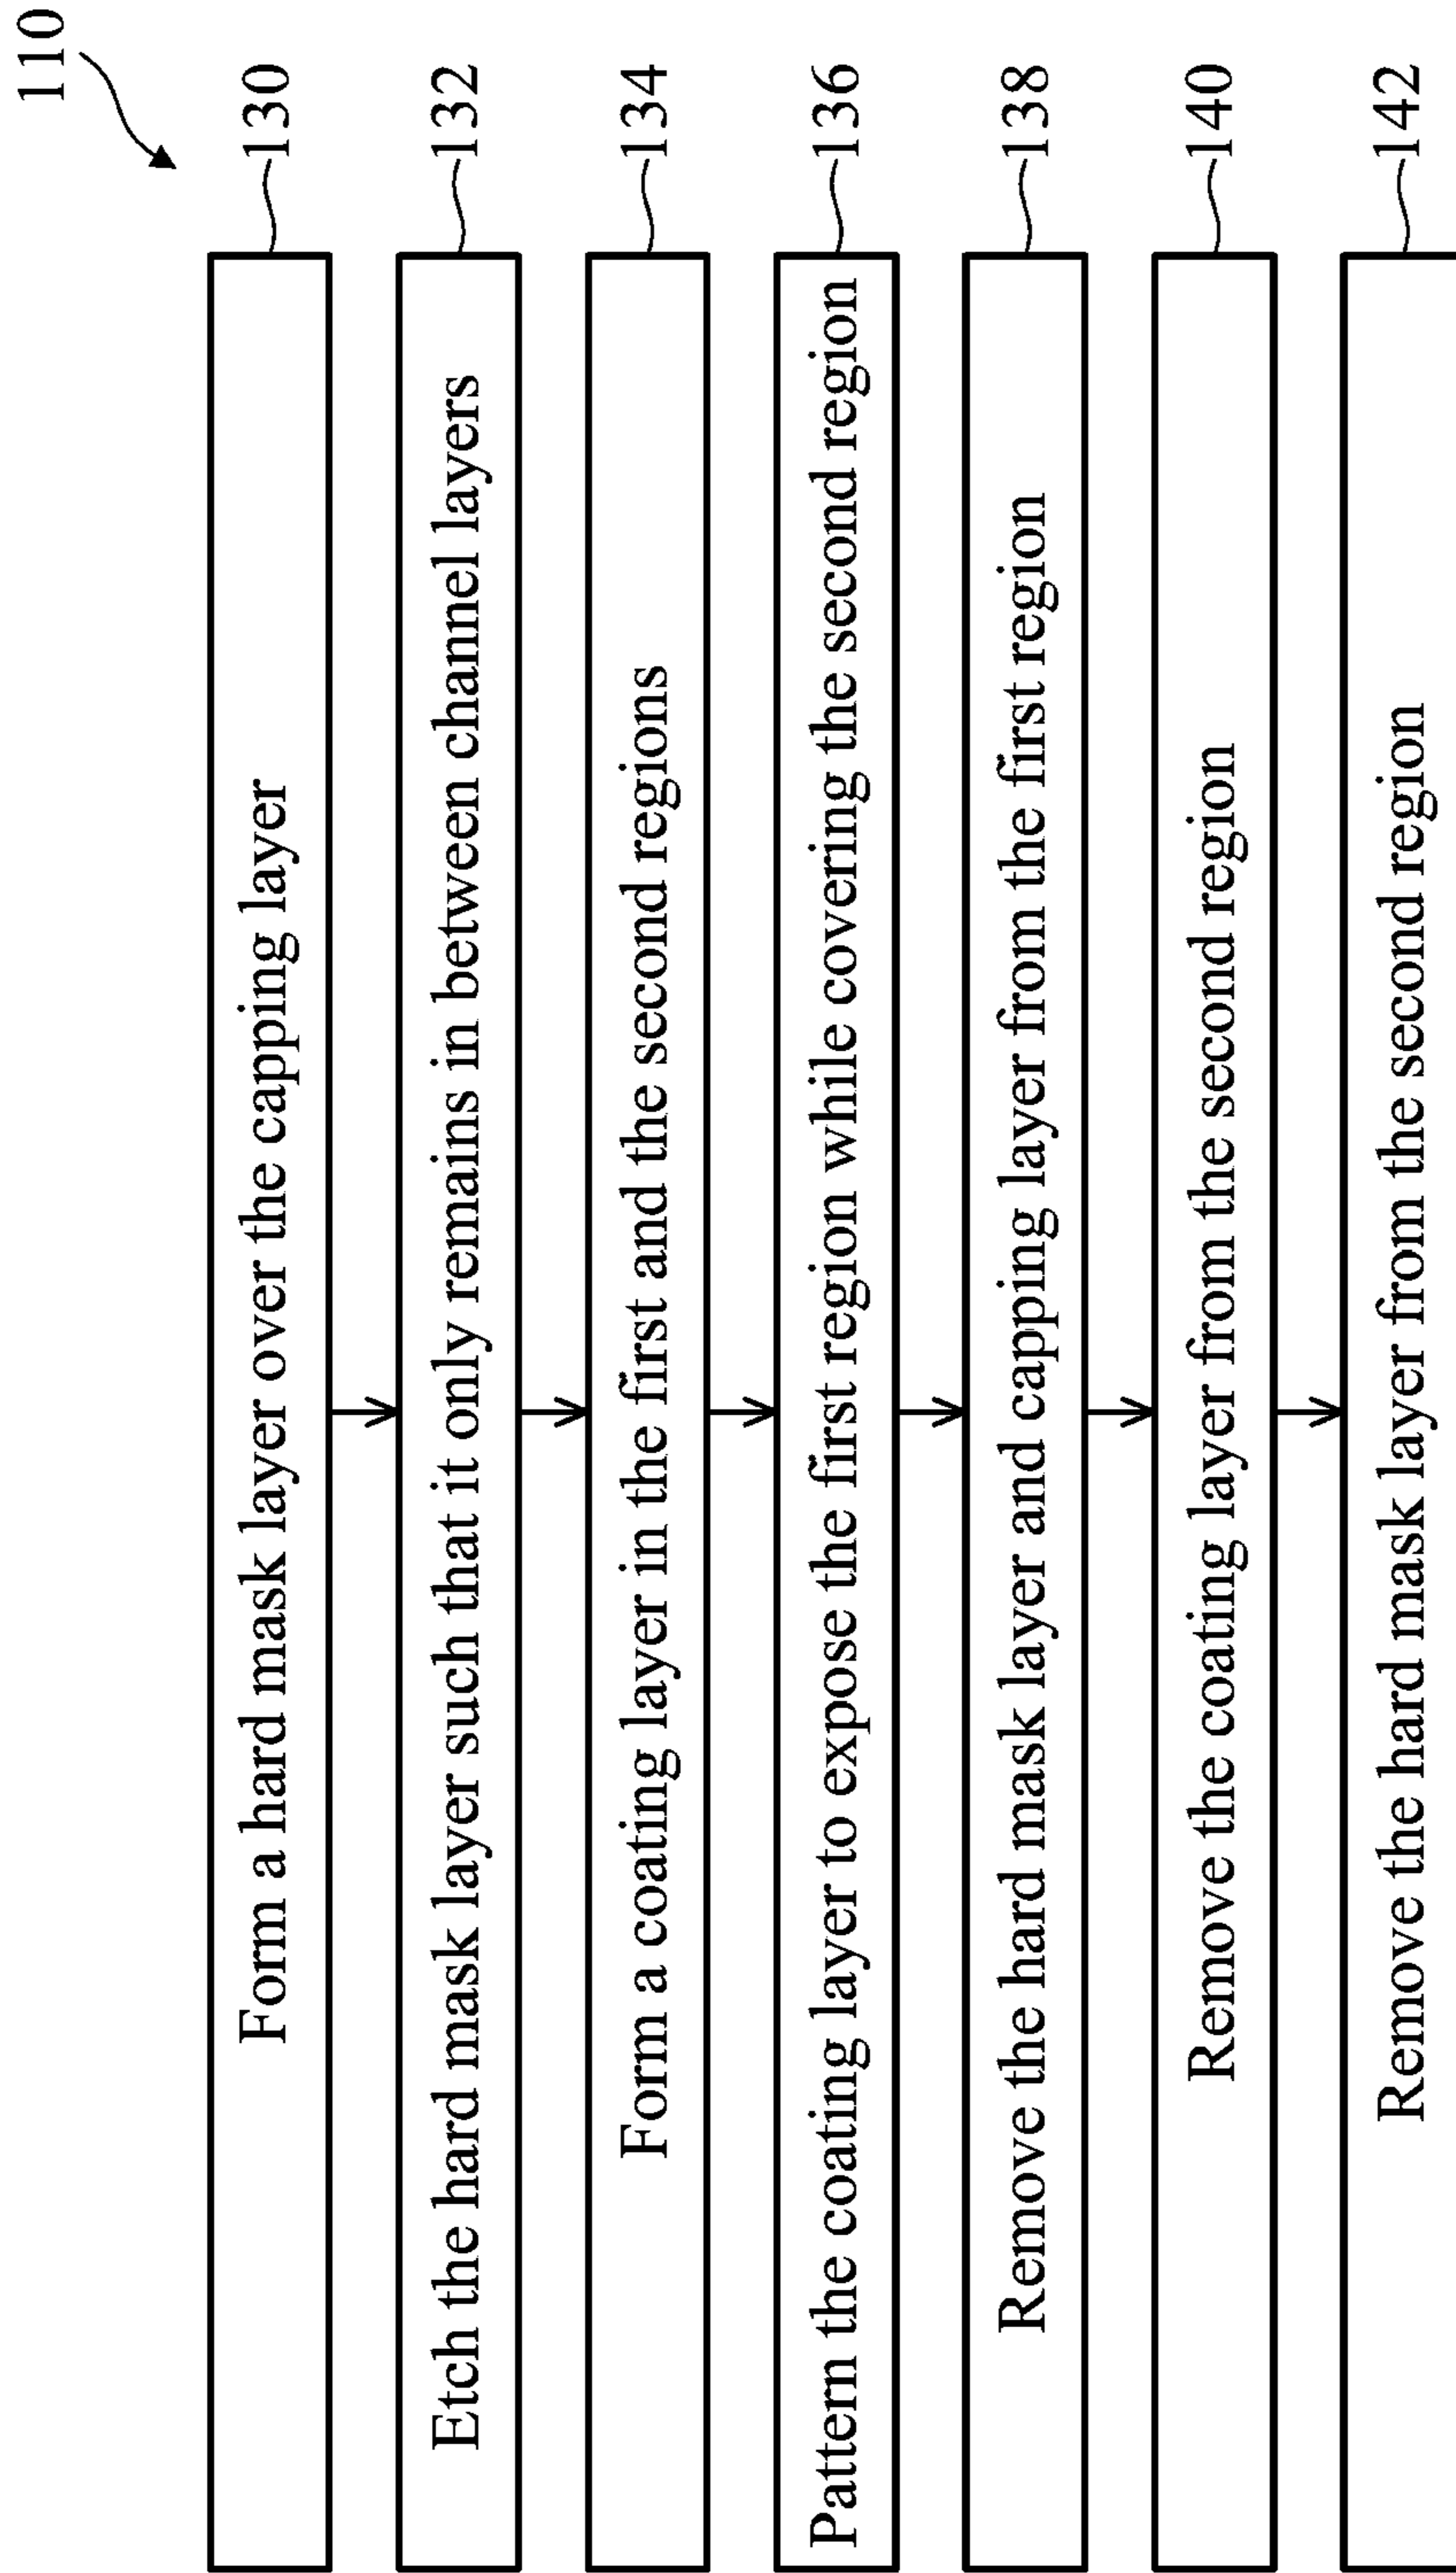 110
Form a hard mask layer over the capping layer
130
Etch the hard mask layer such that it only remains in between channel layers
132
Form a coating layer in the first and the second regions
134
Pattern the coating layer to expose the first region while covering the second region
136
Remove the hard mask layer and capping layer from the first region
138
Remove the coating layer from the second region
140
Remove the hard mask layer from the second region
142